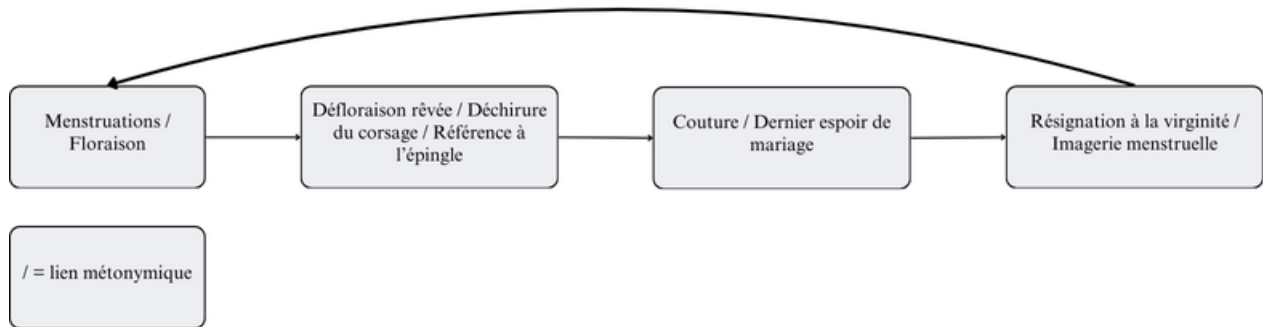 Menstruations /
Floraison
Défloraison rêvée / Déchirure
du corsage / Référence à
l’épingle
Couture / Dernier espoir de
mariage
Résignation à la virginité /
Imagerie menstruelle
/ = lien métonymique